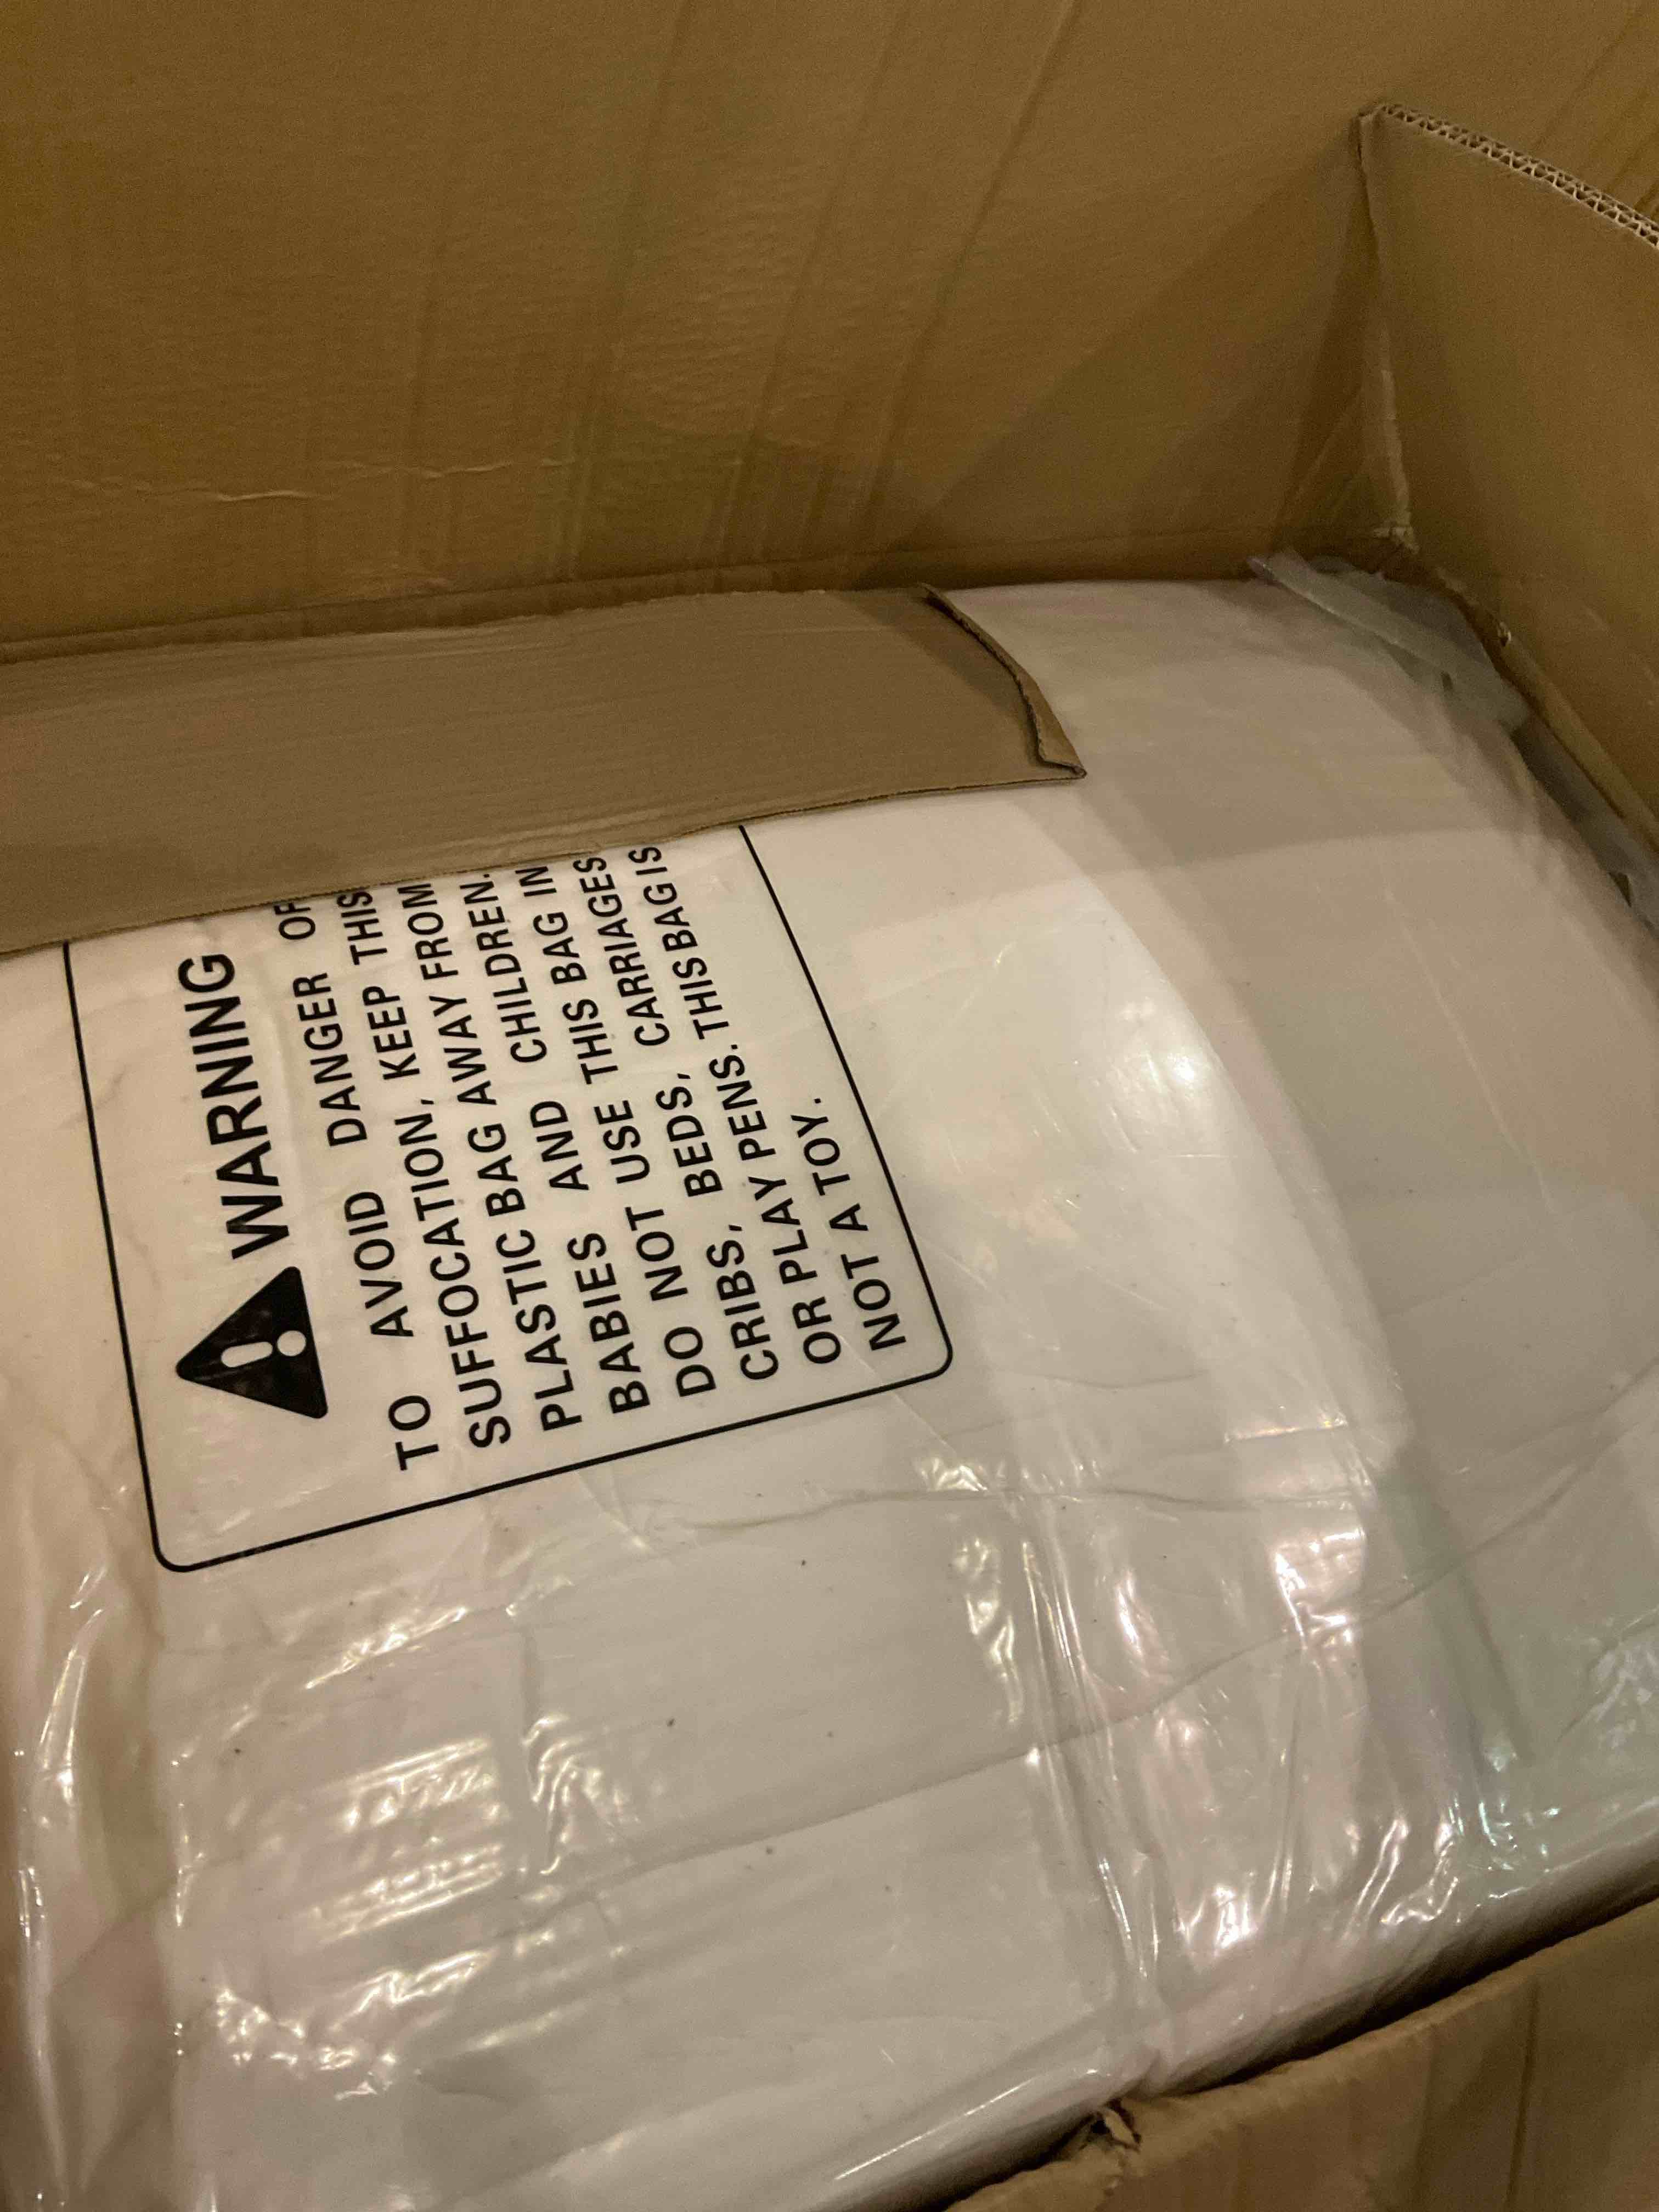 WARNING
TO AVOID DANGER OF
SUFFOCATION, KEEP THIS
PLASTIC BAG AWAY FROM
BABIES AND CHILDREN.
DO NOT USE THIS BAG IN
CRIBS, BEDS, CARRIAGES
OR PLAY PENS. THIS BAG IS
NOT A TOY.